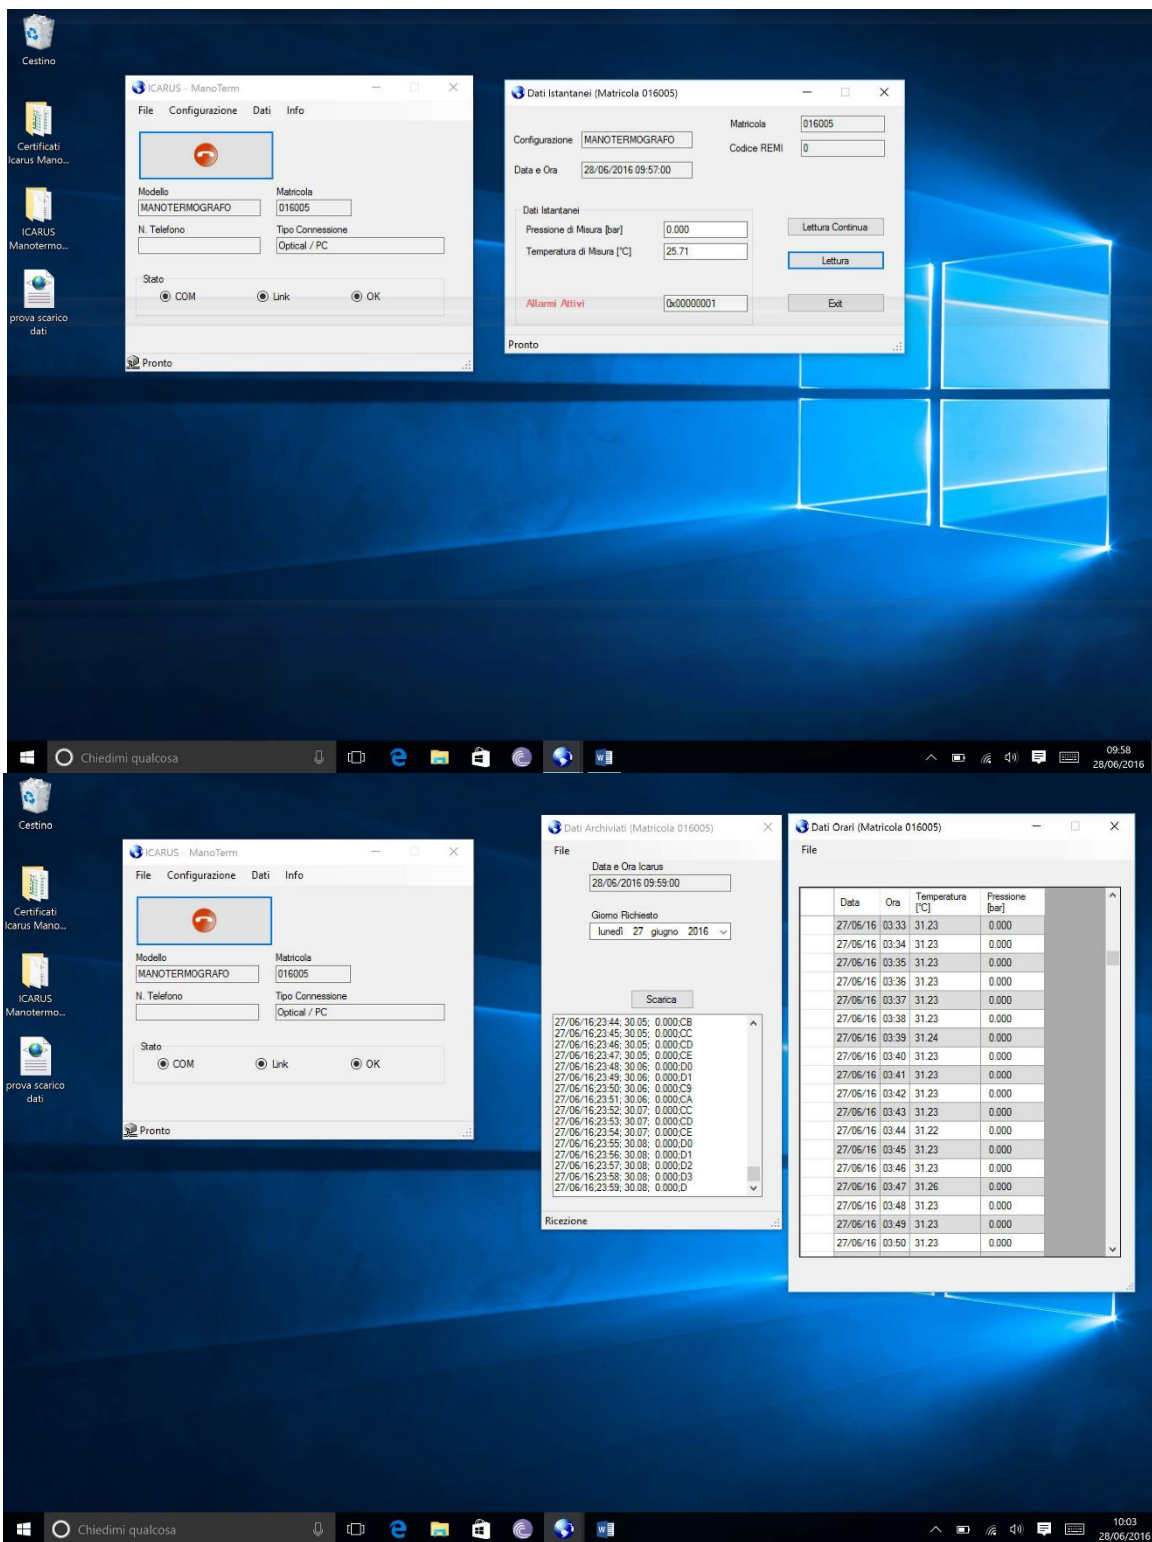 Cestino
Certificati
Icarus Mano...
ICARUS
Manotermo...
prova scarico
dati
ICARUS - ManoTerm
File Configurazione Dati Info
Modello Matricola
MANOTERMOGRAFO 016005
N. Telefono Tipo Connessione
Optical / PC
Stato
COM Link OK
Pronto
Dati Istantanei (Matricola 016005)
Matricola 016005
Configurazione MANOTERMOGRAFO Codice REMI 0
Data e Ora 28/06/2016 09:57:00
Dati Istantanei
Pressione di Misura [bar] 0.000 Lettura Continua
Temperatura di Misura [°C] 25.71 Lettura
Allarmi Attivi 0x00000001 Exit
Pronto
Chiedimi qualcosa
09:58
28/06/2016
Cestino
Certificati
Icarus Mano...
ICARUS
Manotermo...
prova scarico
dati
ICARUS - ManoTerm
File Configurazione Dati Info
Modello Matricola
MANOTERMOGRAFO 016005
N. Telefono Tipo Connessione
Optical / PC
Stato
COM Link OK
Pronto
Dati Archiviati (Matricola 016005)
File
Data e Ora Icarus
28/06/2016 09:59:00
Giorno Richiesto
lunedì 27 giugno 2016
Scarica
27/06/16;23:44; 30.05; 0.000;CB
27/06/16;23:45; 30.05; 0.000;CC
27/06/16;23:46; 30.05; 0.000;CD
27/06/16;23:47; 30.05; 0.000;CE
27/06/16;23:48; 30.06; 0.000;D0
27/06/16;23:49; 30.06; 0.000;D1
27/06/16;23:50; 30.06; 0.000;C9
27/06/16;23:51; 30.06; 0.000;CA
27/06/16;23:52; 30.07; 0.000;CC
27/06/16;23:53; 30.07; 0.000;CD
27/06/16;23:54; 30.07; 0.000;CE
27/06/16;23:55; 30.08; 0.000;D0
27/06/16;23:56; 30.08; 0.000;D1
27/06/16;23:57; 30.08; 0.000;D2
27/06/16;23:58; 30.08; 0.000;D3
27/06/16;23:59; 30.08; 0.000;D
Ricezione
Dati Orari (Matricola 016005)
File
Data Ora Temperatura [°C] Pressione [bar]
27/06/16 03:33 31.23 0.000
27/06/16 03:34 31.23 0.000
27/06/16 03:35 31.23 0.000
27/06/16 03:36 31.23 0.000
27/06/16 03:37 31.23 0.000
27/06/16 03:38 31.23 0.000
27/06/16 03:39 31.24 0.000
27/06/16 03:40 31.23 0.000
27/06/16 03:41 31.23 0.000
27/06/16 03:42 31.23 0.000
27/06/16 03:43 31.23 0.000
27/06/16 03:44 31.22 0.000
27/06/16 03:45 31.23 0.000
27/06/16 03:46 31.23 0.000
27/06/16 03:47 31.26 0.000
27/06/16 03:48 31.23 0.000
27/06/16 03:49 31.23 0.000
27/06/16 03:50 31.23 0.000
Chiedimi qualcosa
10:03
28/06/2016